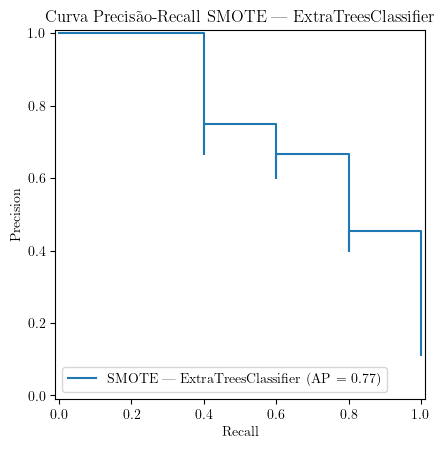 Curva Precisão-Recall SMOTE — ExtraTreesClassifier
1.0
0.8
0.6
0.4
0.2
0.0
Precision
SMOTE — ExtraTreesClassifier (AP = 0.77)
0.0 0.2 0.4 0.6 0.8 1.0
Recall